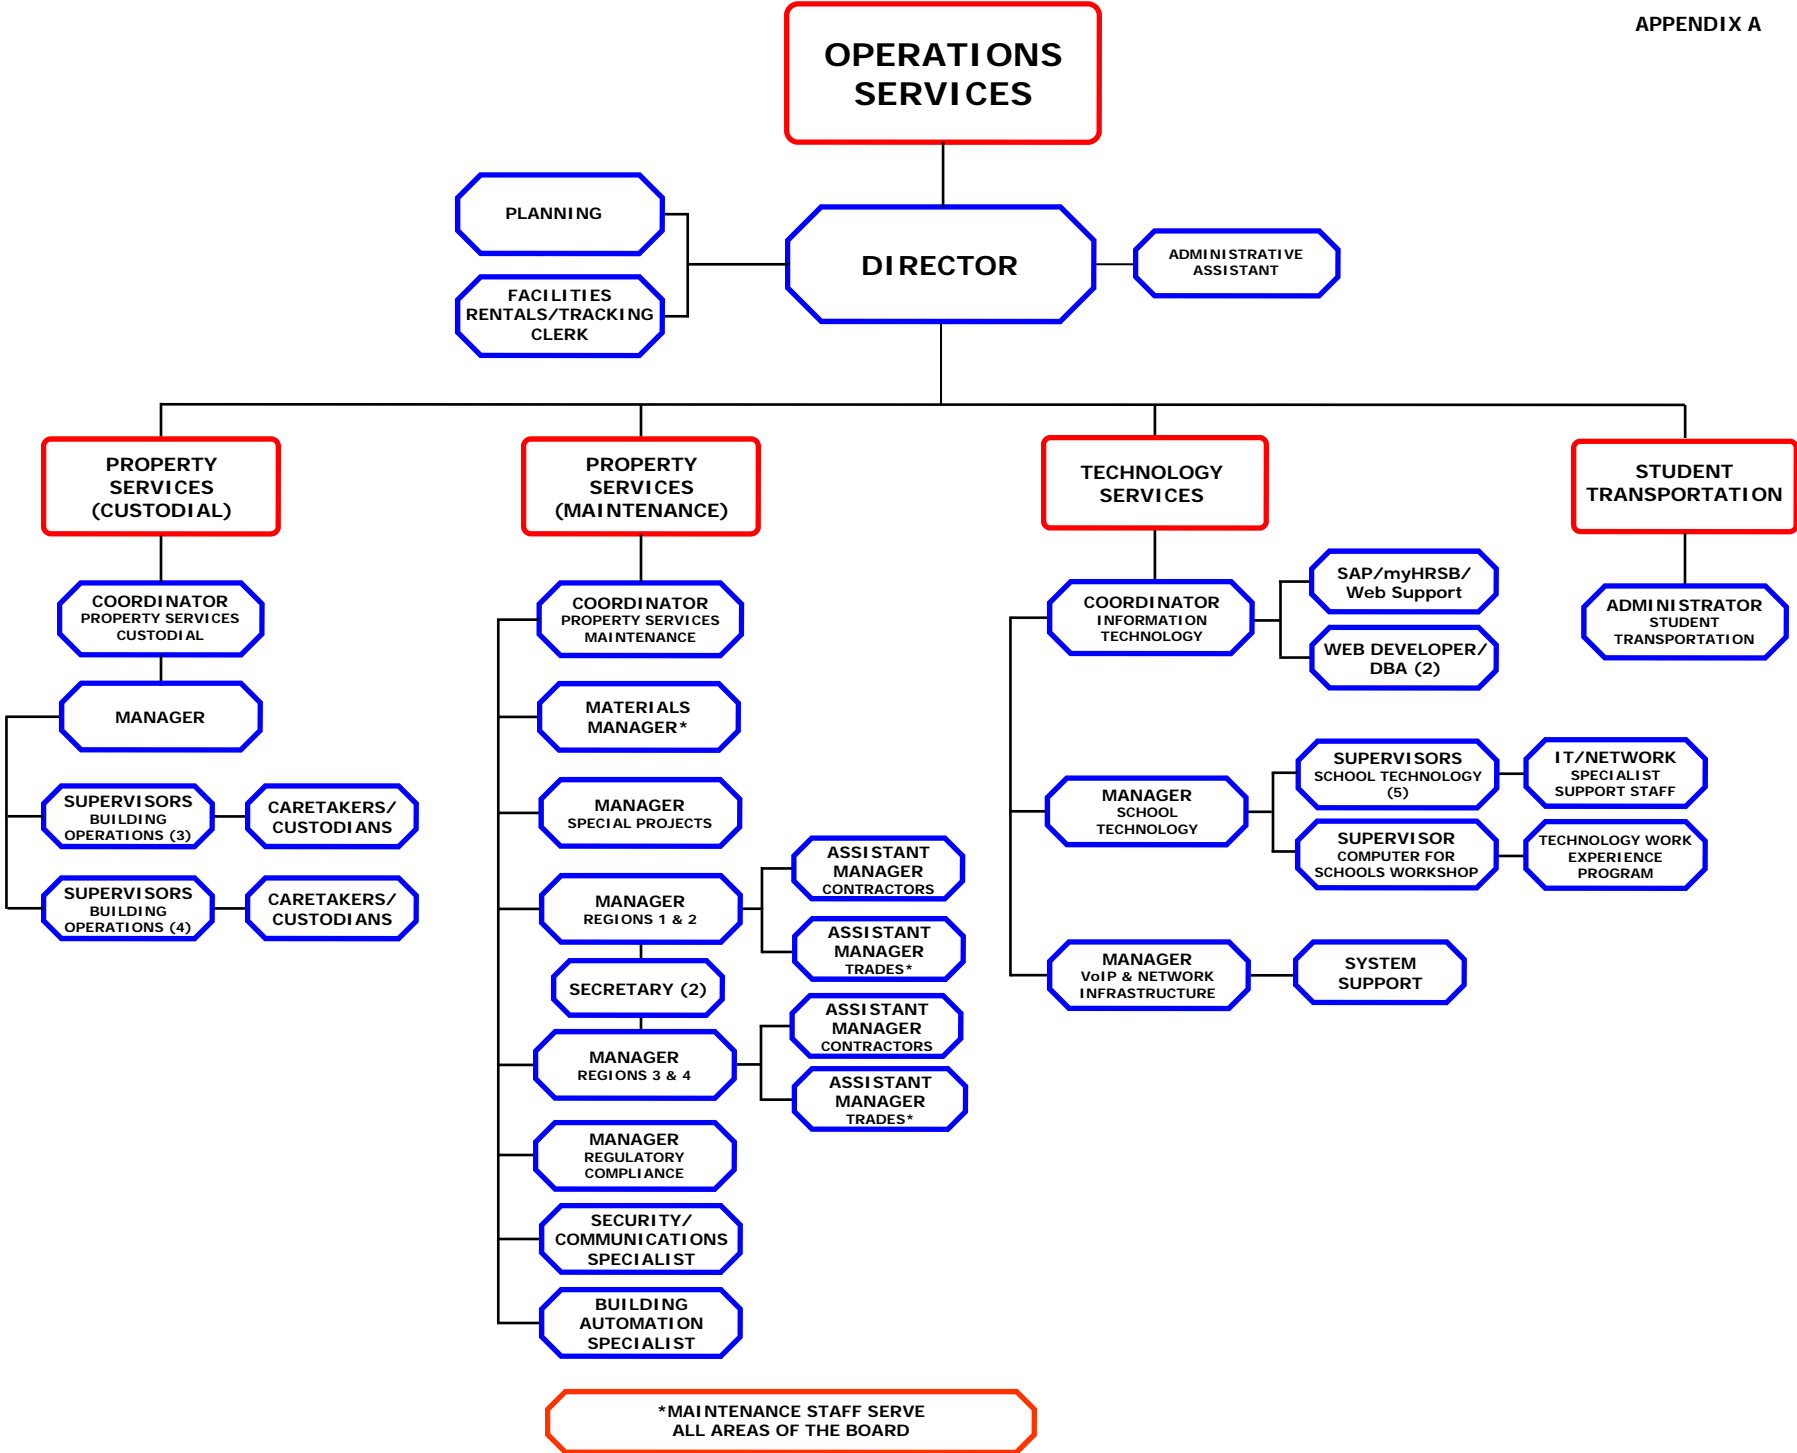 APPENDIX A
OPERATIONS
SERVICES
PLANNING
DIRECTOR
ADMINISTRATIVE
ASSISTANT
FACILITIES
RENTALS/TRACKING
CLERK
PROPERTY
SERVICES
(CUSTODIAL)
COORDINATOR
PROPERTY SERVICES
CUSTODIAL
MANAGER
SUPERVISORS
BUILDING
OPERATIONS (3)
CARETAKERS/
CUSTODIANS
SUPERVISORS
BUILDING
OPERATIONS (4)
CARETAKERS/
CUSTODIANS
PROPERTY
SERVICES
(MAINTENANCE)
COORDINATOR
PROPERTY SERVICES
MAINTENANCE
MATERIALS
MANAGER*
MANAGER
SPECIAL PROJECTS
MANAGER
REGIONS 1 & 2
ASSISTANT
MANAGER
CONTRACTORS
ASSISTANT
MANAGER
TRADES*
SECRETARY (2)
MANAGER
REGIONS 3 & 4
ASSISTANT
MANAGER
CONTRACTORS
ASSISTANT
MANAGER
TRADES*
MANAGER
REGULATORY
COMPLIANCE
SECURITY/
COMMUNICATIONS
SPECIALIST
BUILDING
AUTOMATION
SPECIALIST
TECHNOLOGY
SERVICES
COORDINATOR
INFORMATION
TECHNOLOGY
SAP/myHRSB/
Web Support
WEB DEVELOPER/
DBA (2)
MANAGER
SCHOOL
TECHNOLOGY
SUPERVISORS
SCHOOL TECHNOLOGY
(5)
IT/NETWORK
SPECIALIST
SUPPORT STAFF
SUPERVISOR
COMPUTER FOR
SCHOOLS WORKSHOP
TECHNOLOGY WORK
EXPERIENCE
PROGRAM
MANAGER
VoIP & NETWORK
INFRASTRUCTURE
SYSTEM
SUPPORT
STUDENT
TRANSPORTATION
ADMINISTRATOR
STUDENT
TRANSPORTATION
*MAINTENANCE STAFF SERVE
ALL AREAS OF THE BOARD